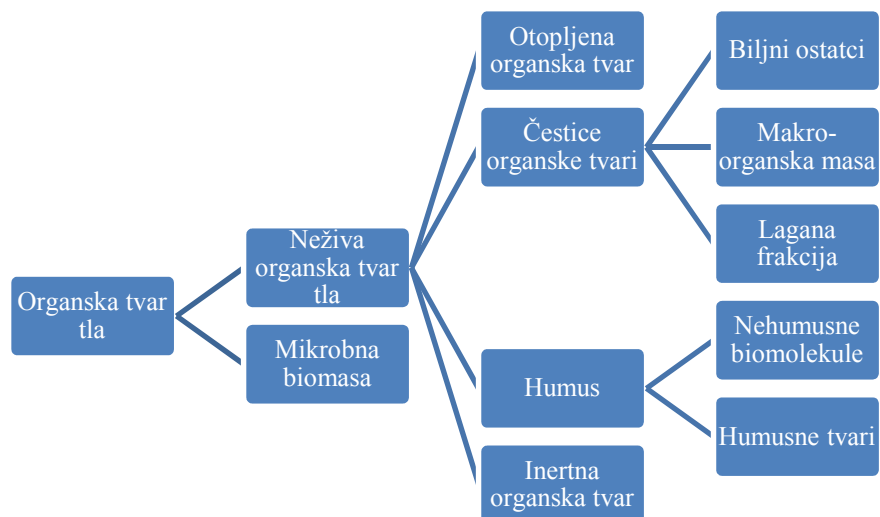 Organska tvar
tla
Neživa
organska tvar
tla
Mikrobna
biomasa
Otopljena
organska tvar
Čestice
organske tvari
Humus
Inertna
organska tvar
Biljni ostatci
Makro-
organska masa
Lagana
frakcija
Nehumusne
biomolekule
Humusne tvari